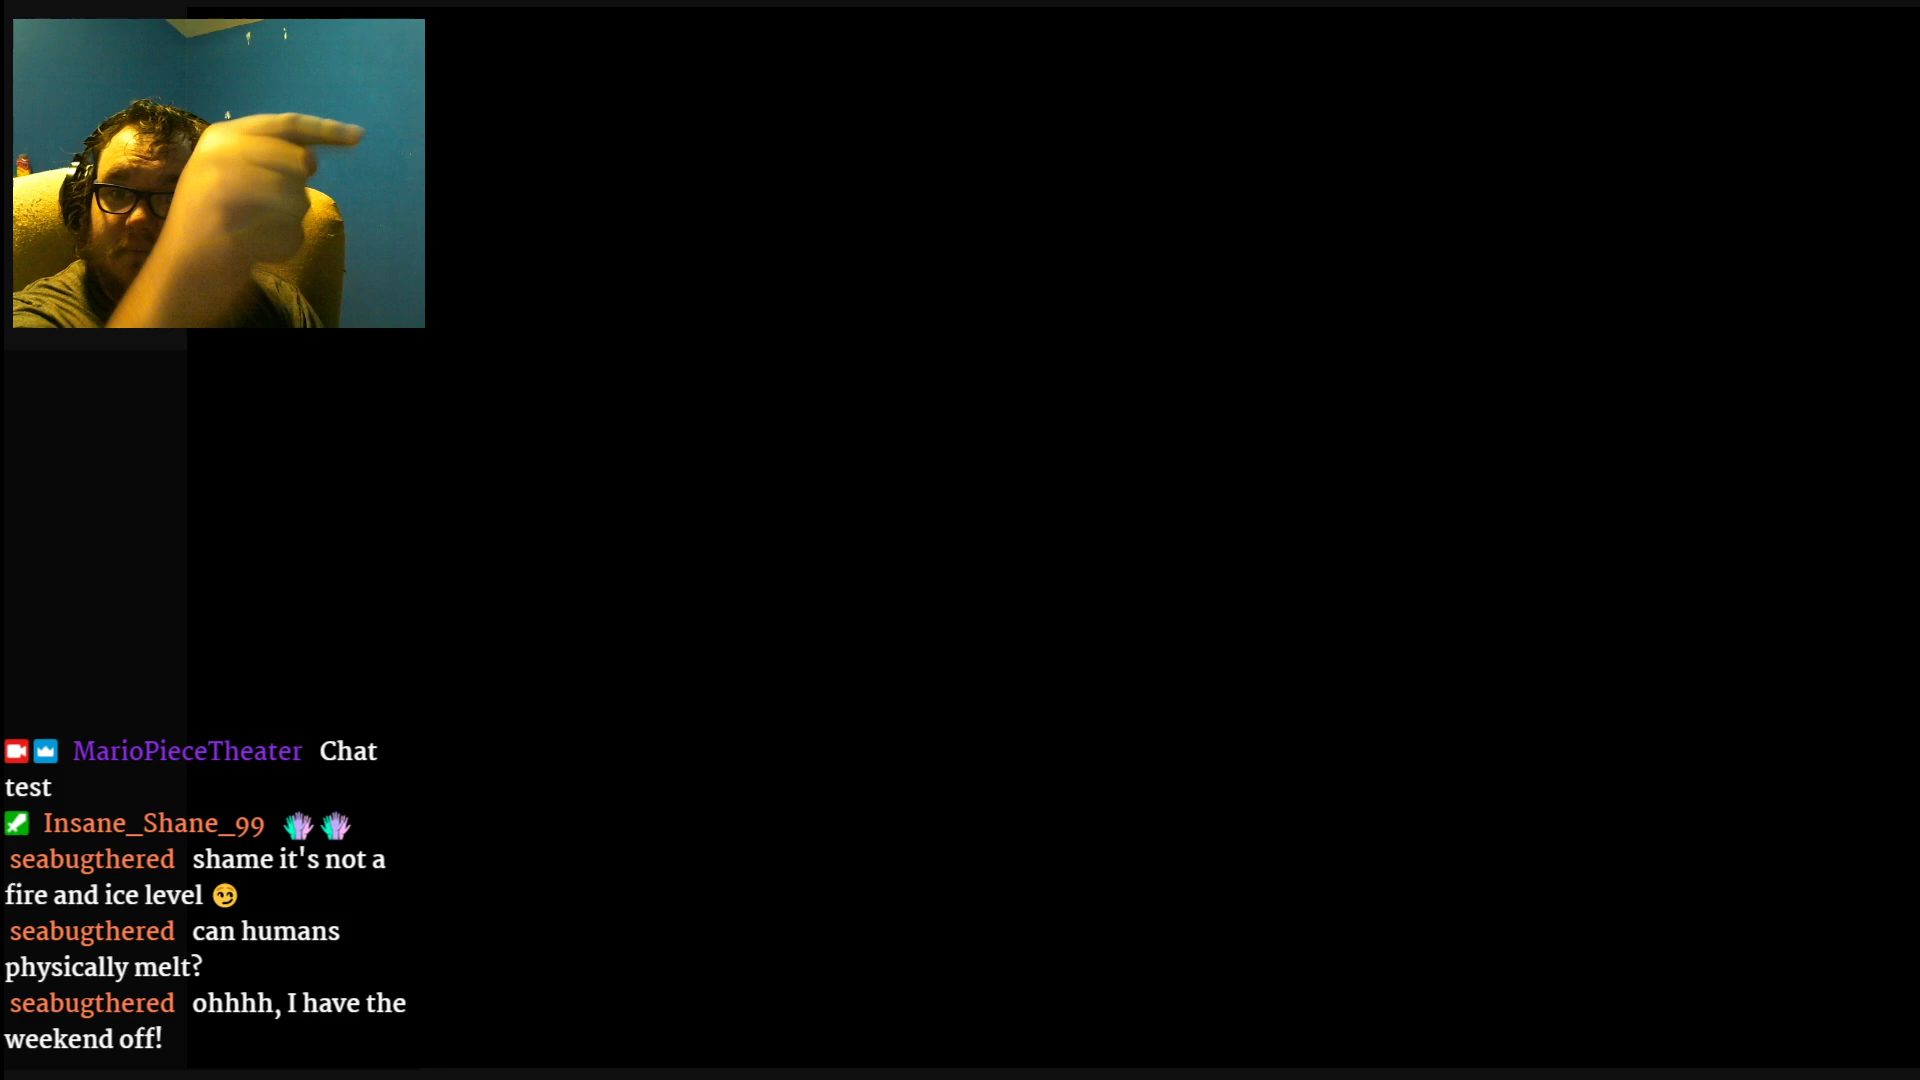 MarioPieceTheater Chat
test
Insane_Shane_99
seabugthered shame it's not a
fire and ice level
seabugthered can humans
physically melt?
seabugthered ohhhh, I have the
weekend off!